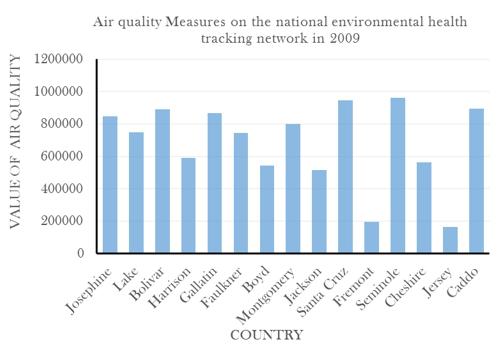 Air quality Measures on the national environmental health
tracking network in 2009
VALUE OF AIR QUALITY
1200000
1000000
800000
600000
400000
200000
0
Josephine
Lake
Bolivar
Harrison
Gallatin
Faulkner
Boyd
Montgomery
Jackson
Santa Cruz
Fremont
Seminole
Cheshire
Jersey
Caddo
COUNTRY